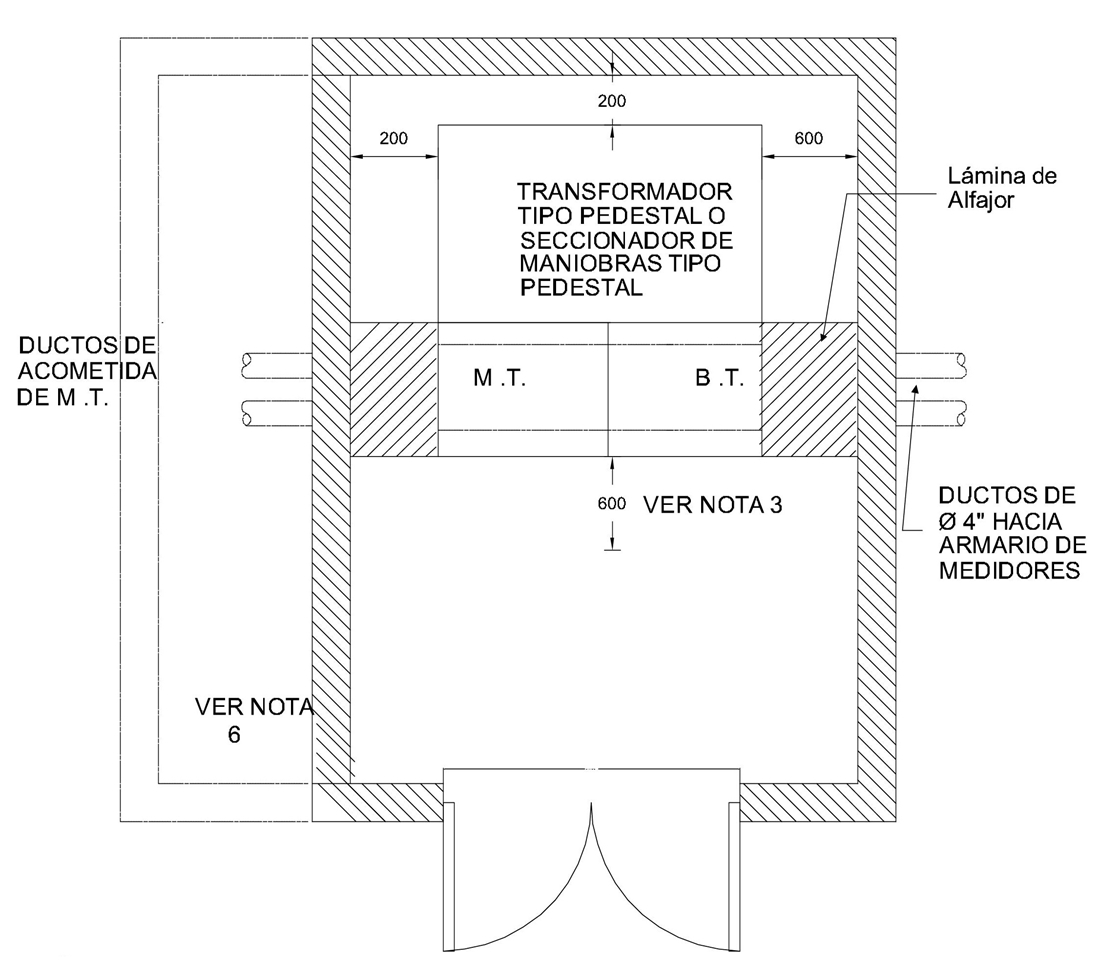 200
200
600
Lámina de
Alfajor
TRANSFORMADOR
TIPO PEDESTAL O
SECCIONADOR DE
MANIOBRAS TIPO
PEDESTAL
DUCTOS DE
ACOMETIDA
DE M .T.
M .T.
B .T.
600
VER NOTA 3
DUCTOS DE
Ø 4" HACIA
ARMARIO DE
MEDIDORES
VER NOTA
6